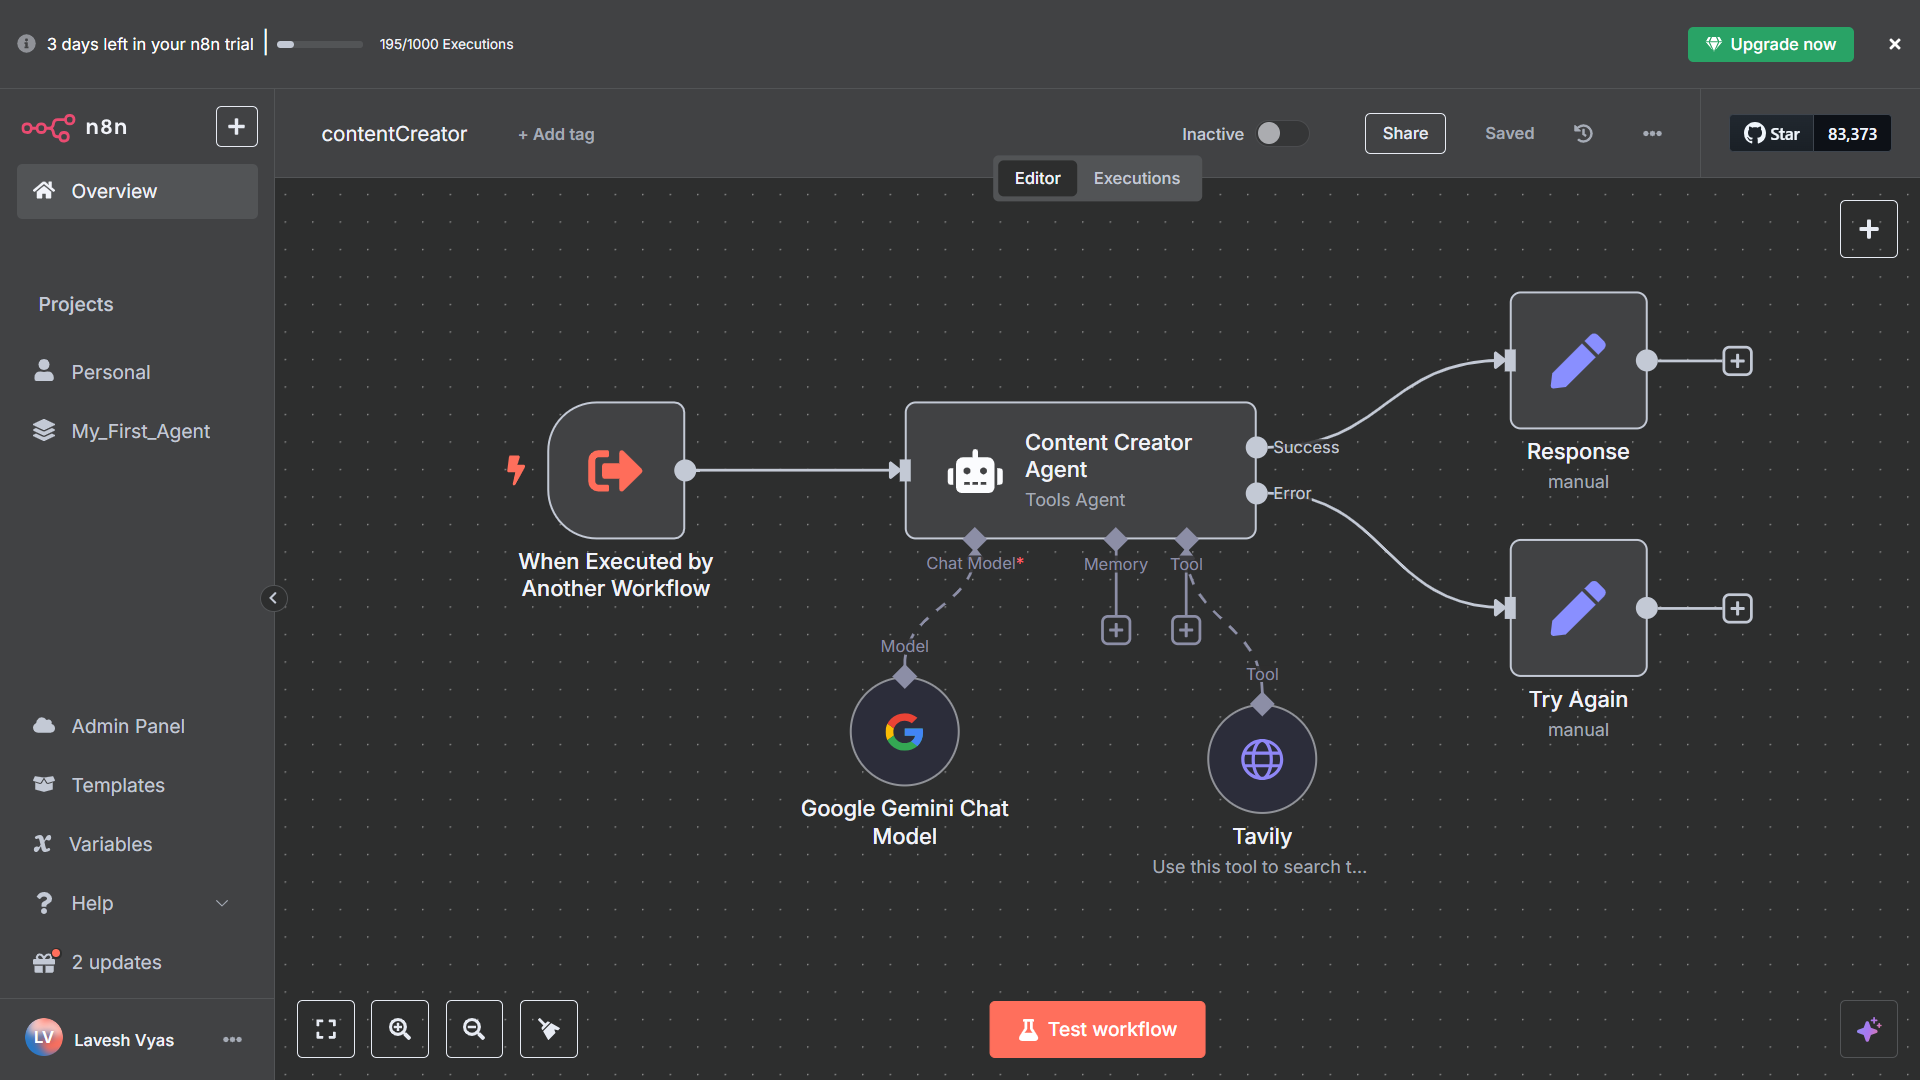 3 days left in your n8n trial
195/1000 Executions
Upgrade now
n8n
contentCreator
+ Add tag
Inactive
Share
Saved
Star
83,373
Editor
Executions
Overview
Projects
Personal
My_First_Agent
Admin Panel
Templates
Variables
Help
2 updates
LV
Lavesh Vyas
When Executed by
Another Workflow
Content Creator
Agent
Tools Agent
Success
Error
Chat Model*
Memory
Tool
Model
Tool
Google Gemini Chat
Model
Tavily
Use this tool to search t...
Response
manual
Try Again
manual
Test workflow